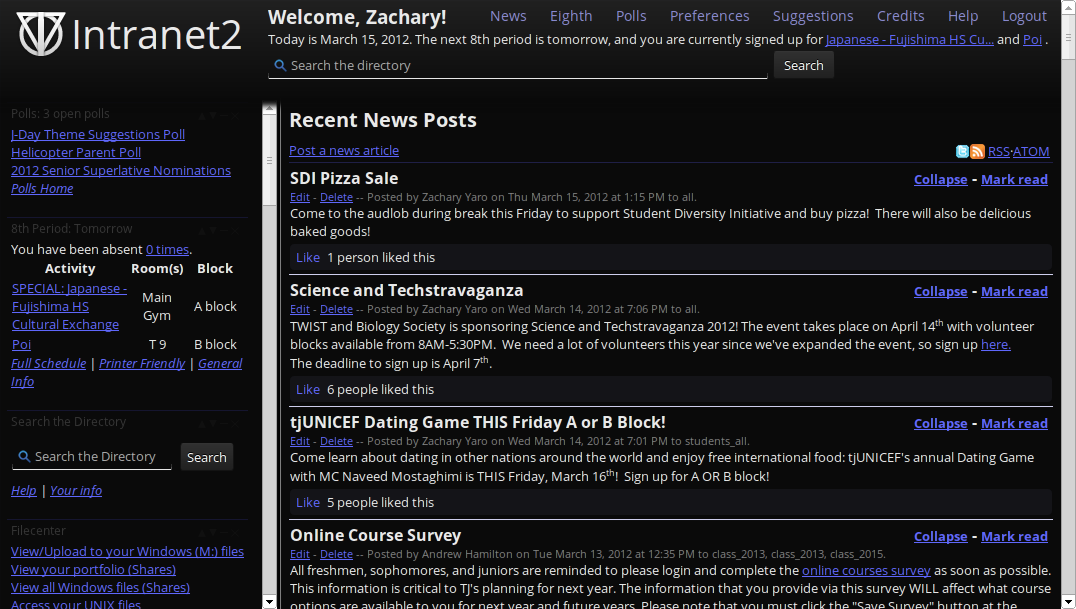 Intranet2
Welcome, Zachary!
News Eighth Polls Preferences Suggestions Credits Help Logout
Today is March 15, 2012. The next 8th period is tomorrow, and you are currently signed up for Japanese - Fujishima HS Cu... and Poi .
Search the directory Search
Polls: 3 open polls
J-Day Theme Suggestions Poll
Helicopter Parent Poll
2012 Senior Superlative Nominations
Polls Home
8th Period: Tomorrow
You have been absent 0 times.
Activity Room(s) Block
SPECIAL: Japanese -
Fujishima HS
Cultural Exchange
Main
Gym
A block
Poi T 9 B block
Full Schedule | Printer Friendly | General
Info
Search the Directory
Search the Directory Search
Help | Your info
Filecenter
View/Upload to your Windows (M:) files
View your portfolio (Shares)
View all Windows files (Shares)
Access your UNIX files
Recent News Posts
Post a news article
RSS·ATOM
SDI Pizza Sale
Collapse - Mark read
Edit - Delete -- Posted by Zachary Yaro on Thu March 15, 2012 at 1:15 PM to all.
Come to the audlob during break this Friday to support Student Diversity Initiative and buy pizza! There will also be delicious
baked goods!
Like 1 person liked this
Science and Techstravaganza
Collapse - Mark read
Edit - Delete -- Posted by Zachary Yaro on Wed March 14, 2012 at 7:06 PM to all.
TWIST and Biology Society is sponsoring Science and Techstravaganza 2012! The event takes place on April 14th with volunteer
blocks available from 8AM-5:30PM. We need a lot of volunteers this year since we've expanded the event, so sign up here.
The deadline to sign up is April 7th.
Like 6 people liked this
tjUNICEF Dating Game THIS Friday A or B Block!
Collapse - Mark read
Edit - Delete -- Posted by Zachary Yaro on Wed March 14, 2012 at 7:01 PM to students_all.
Come learn about dating in other nations around the world and enjoy free international food: tjUNICEF's annual Dating Game
with MC Naveed Mostaghimi is THIS Friday, March 16th! Sign up for A OR B block!
Like 5 people liked this
Online Course Survey
Collapse - Mark read
Edit - Delete -- Posted by Andrew Hamilton on Tue March 13, 2012 at 12:35 PM to class_2013, class_2013, class_2015.
All freshmen, sophomores, and juniors are reminded to please login and complete the online courses survey as soon as possible.
This information is critical to TJ's planning for next year. The information that you provide via this survey WILL affect what course
options are available to you for next year and future years. Please note that you must click the "Save Survey" button at the